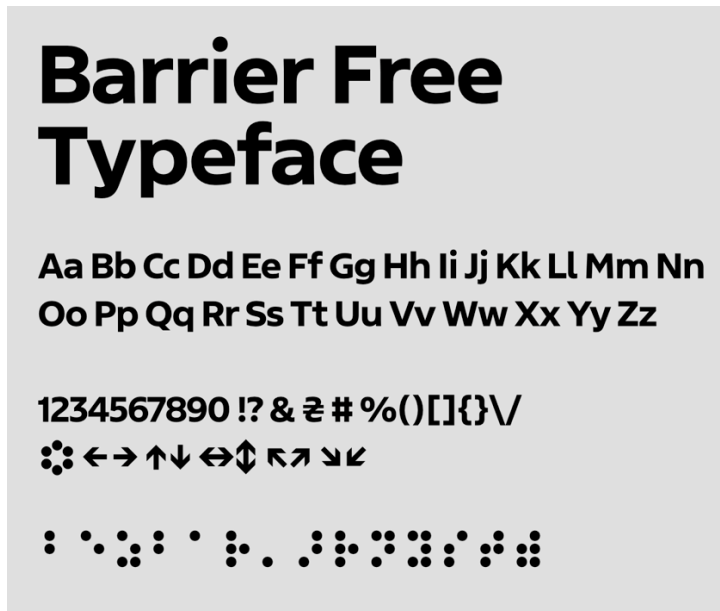 Barrier Free
Typeface
Aa Bb Cc Dd Ee Ff Gg Hh Ii Jj Kk Ll Mm Nn
Oo Pp Qq Rr Ss Tt Uu Vv Ww Xx Yy Zz
1234567890 !? & ₴ # %()[]{}\/
←→ ↑↓ ↔↕ ↖↗ ↘↙
⠃⠑⠵⠃⠁⠗⠄⠜⠗⠝⠽⠎⠞⠾